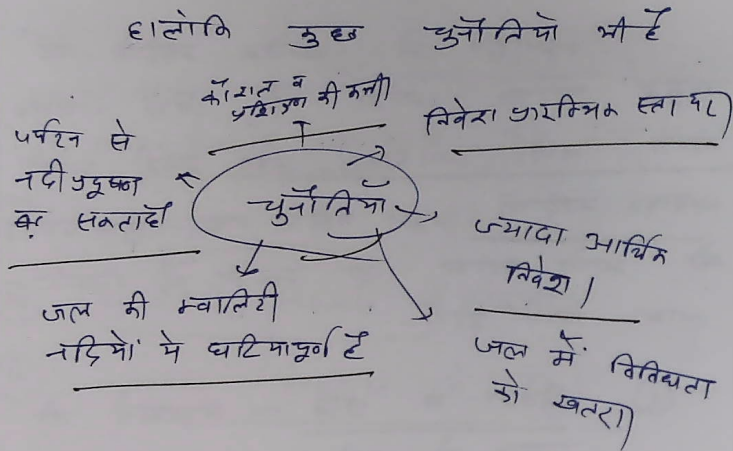 हालांकि कुछ चुनौतियाँ भी हैं
कौशल व
प्रशिक्षण की कमी
निवेश प्रारम्भिक स्तर पर
पर्यटन से
नदी प्रदूषण
बढ़ सकता है
चुनौतियाँ
ज्यादा आर्थिक
निवेश।
जल की क्वालिटी
नदियों में घटियापूर्ण है
जल में विविधता
को खतरा